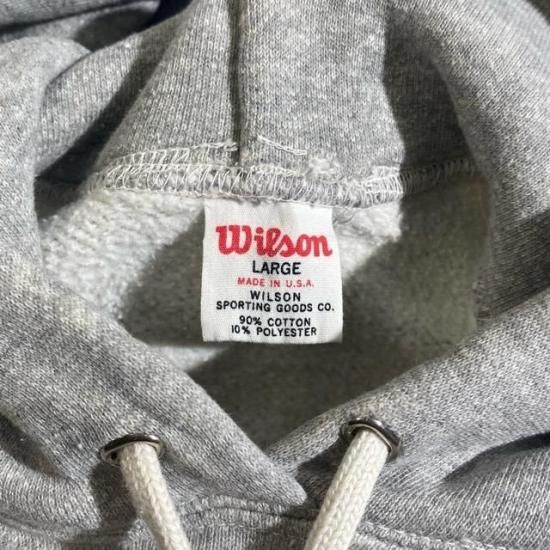 Wilson
LARGE
MADE IN U.S.A.
WILSON
SPORTING GOODS CO.
90% COTTON
10% POLYESTER